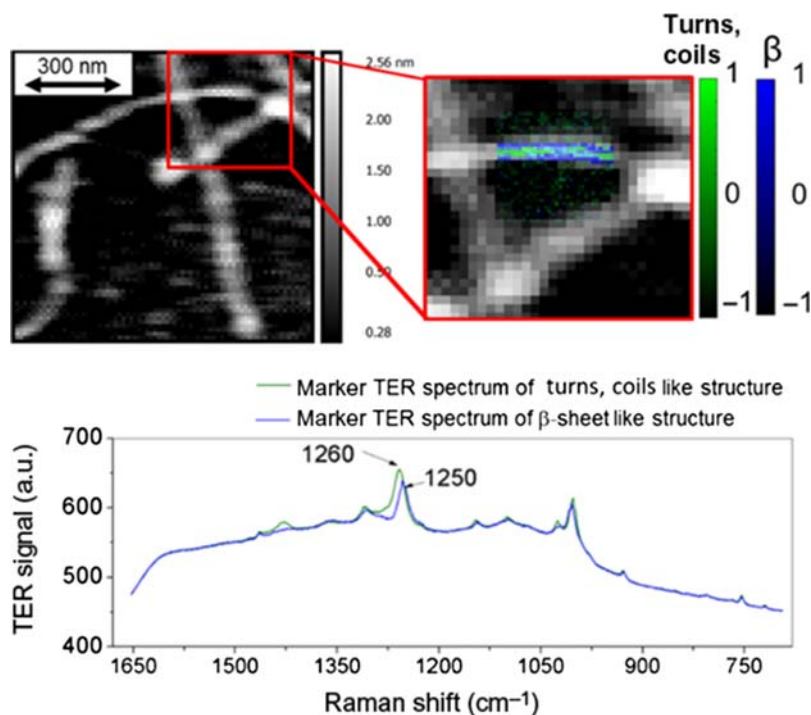 300 nm
2.56 nm
2.00
1.50
1.00
0.50
0.28
Turns,
coils
β
1
1
0
0
−1
−1
Marker TER spectrum of turns, coils like structure
Marker TER spectrum of β-sheet like structure
700
600
500
400
TER signal (a.u.)
1260
1250
1650
1500
1350
1200
1050
900
750
Raman shift (cm⁻¹)